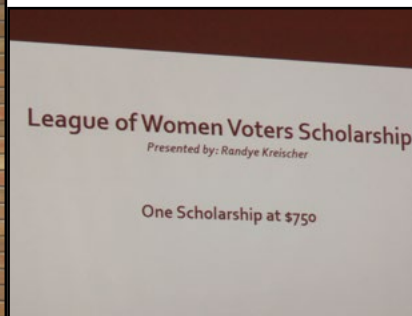 League of Women Voters Scholarship
Presented by: Randye Kreischer
One Scholarship at $750